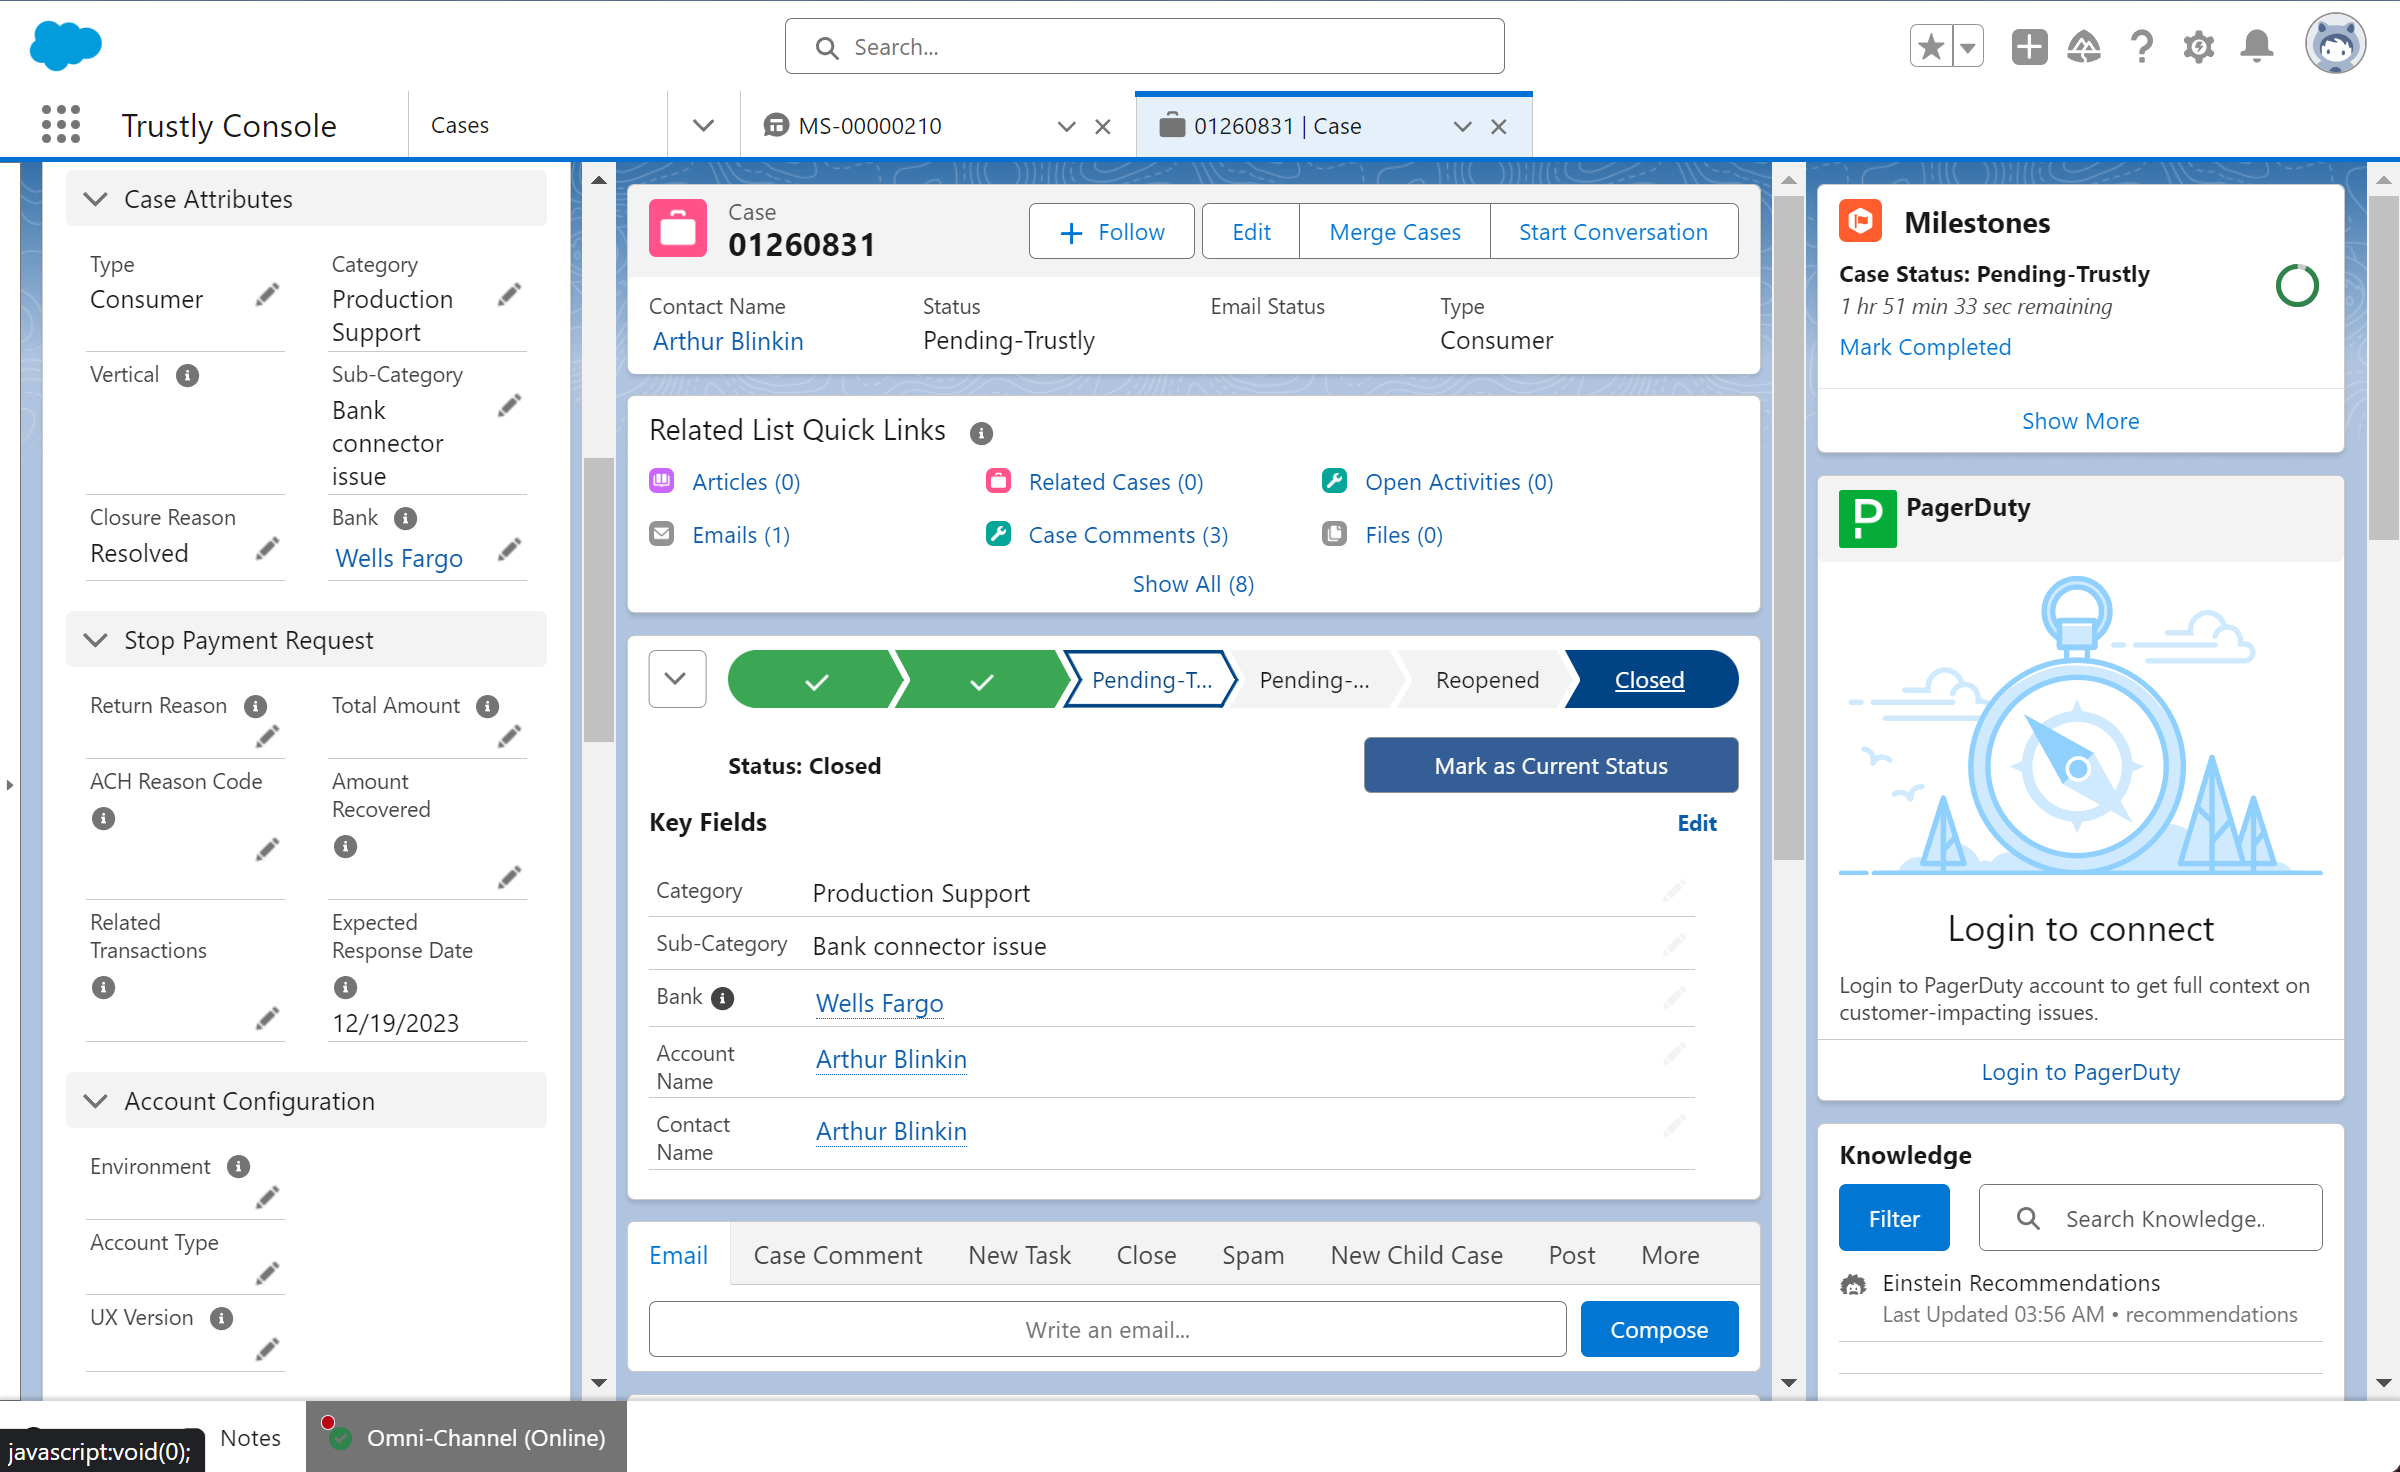 Search...
Trustly Console
Cases
MS-00000210
01260831 | Case
Case Attributes
Type
Consumer
Category
Production
Support
Vertical
Sub-Category
Bank
connector
issue
Closure Reason
Resolved
Bank
Wells Fargo
Stop Payment Request
Return Reason
Total Amount
ACH Reason Code
Amount
Recovered
Related
Transactions
Expected
Response Date
12/19/2023
Account Configuration
Environment
Account Type
UX Version
Case
01260831
Follow
Edit
Merge Cases
Start Conversation
Contact Name
Arthur Blinkin
Status
Pending-Trustly
Email Status
Type
Consumer
Related List Quick Links
Articles (0)
Related Cases (0)
Open Activities (0)
Emails (1)
Case Comments (3)
Files (0)
Show All (8)
Pending-T...
Pending-...
Reopened
Closed
Status: Closed
Mark as Current Status
Key Fields
Edit
Category
Production Support
Sub-Category
Bank connector issue
Bank
Wells Fargo
Account
Name
Arthur Blinkin
Contact
Name
Arthur Blinkin
Email
Case Comment
New Task
Close
Spam
New Child Case
Post
More
Write an email...
Compose
Milestones
Case Status: Pending-Trustly
1 hr 51 min 33 sec remaining
Mark Completed
Show More
PagerDuty
Login to connect
Login to PagerDuty account to get full context on
customer-impacting issues.
Login to PagerDuty
Knowledge
Filter
Search Knowledge..
Einstein Recommendations
Last Updated 03:56 AM • recommendations
javascript:void(0);
Notes
Omni-Channel (Online)